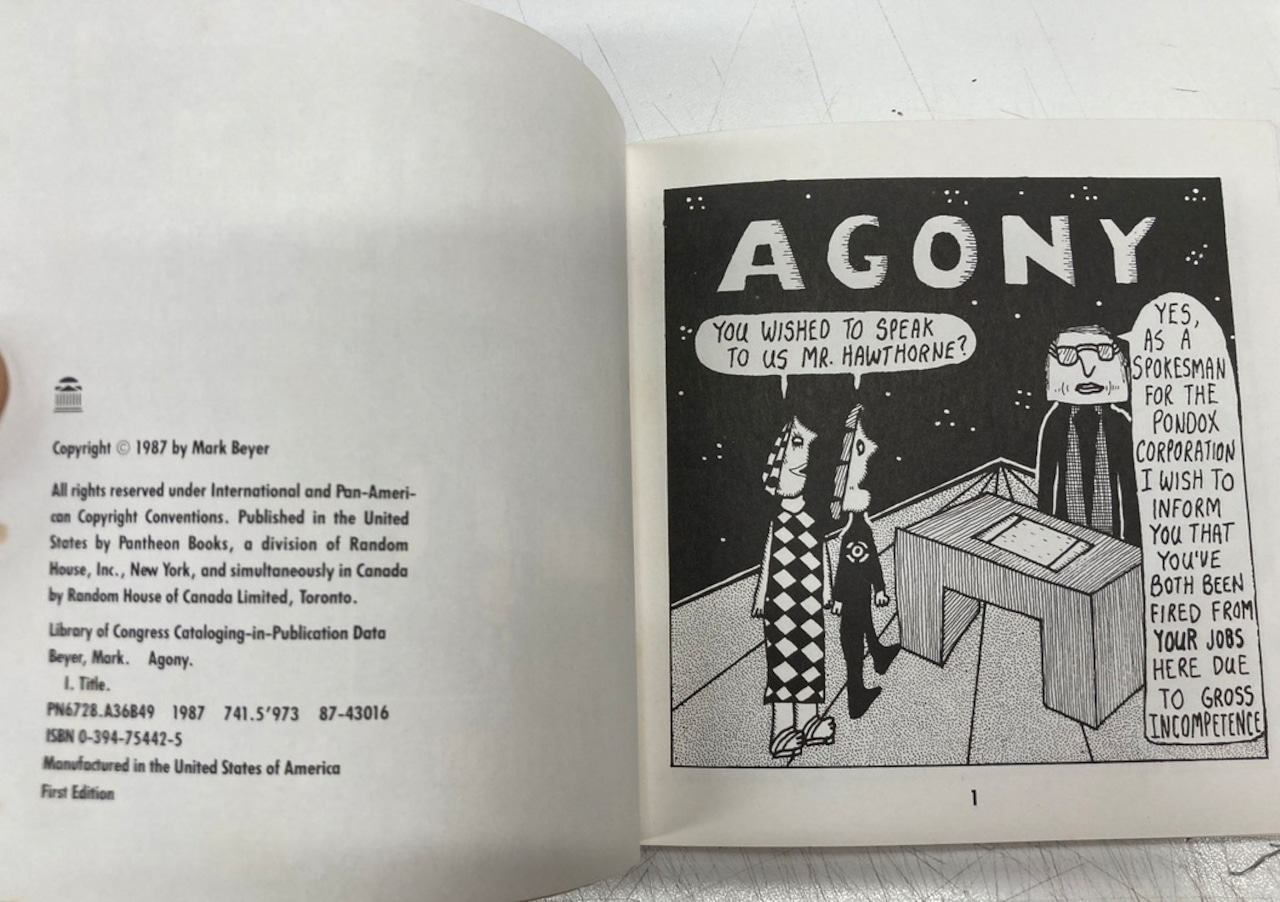 Copyright © 1987 by Mark Beyer
All rights reserved under International and Pan-Ameri-
can Copyright Conventions. Published in the United
States by Pantheon Books, a division of Random
House, Inc., New York, and simultaneously in Canada
by Random House of Canada Limited, Toronto.
Library of Congress Cataloging-in-Publication Data
Beyer, Mark. Agony.
I. Title.
PN6728.A36B49 1987 741.5'973 87-43016
ISBN 0-394-75442-5
Manufactured in the United States of America
First Edition
AGONY
YOU WISHED TO SPEAK
TO US MR. HAWTHORNE?
YES,
AS A
SPOKESMAN
FOR THE
PONDOX
CORPORATION
I WISH TO
INFORM
YOU THAT
YOU'VE
BOTH BEEN
FIRED FROM
YOUR JOBS
HERE DUE
TO GROSS
INCOMPETENCE
1